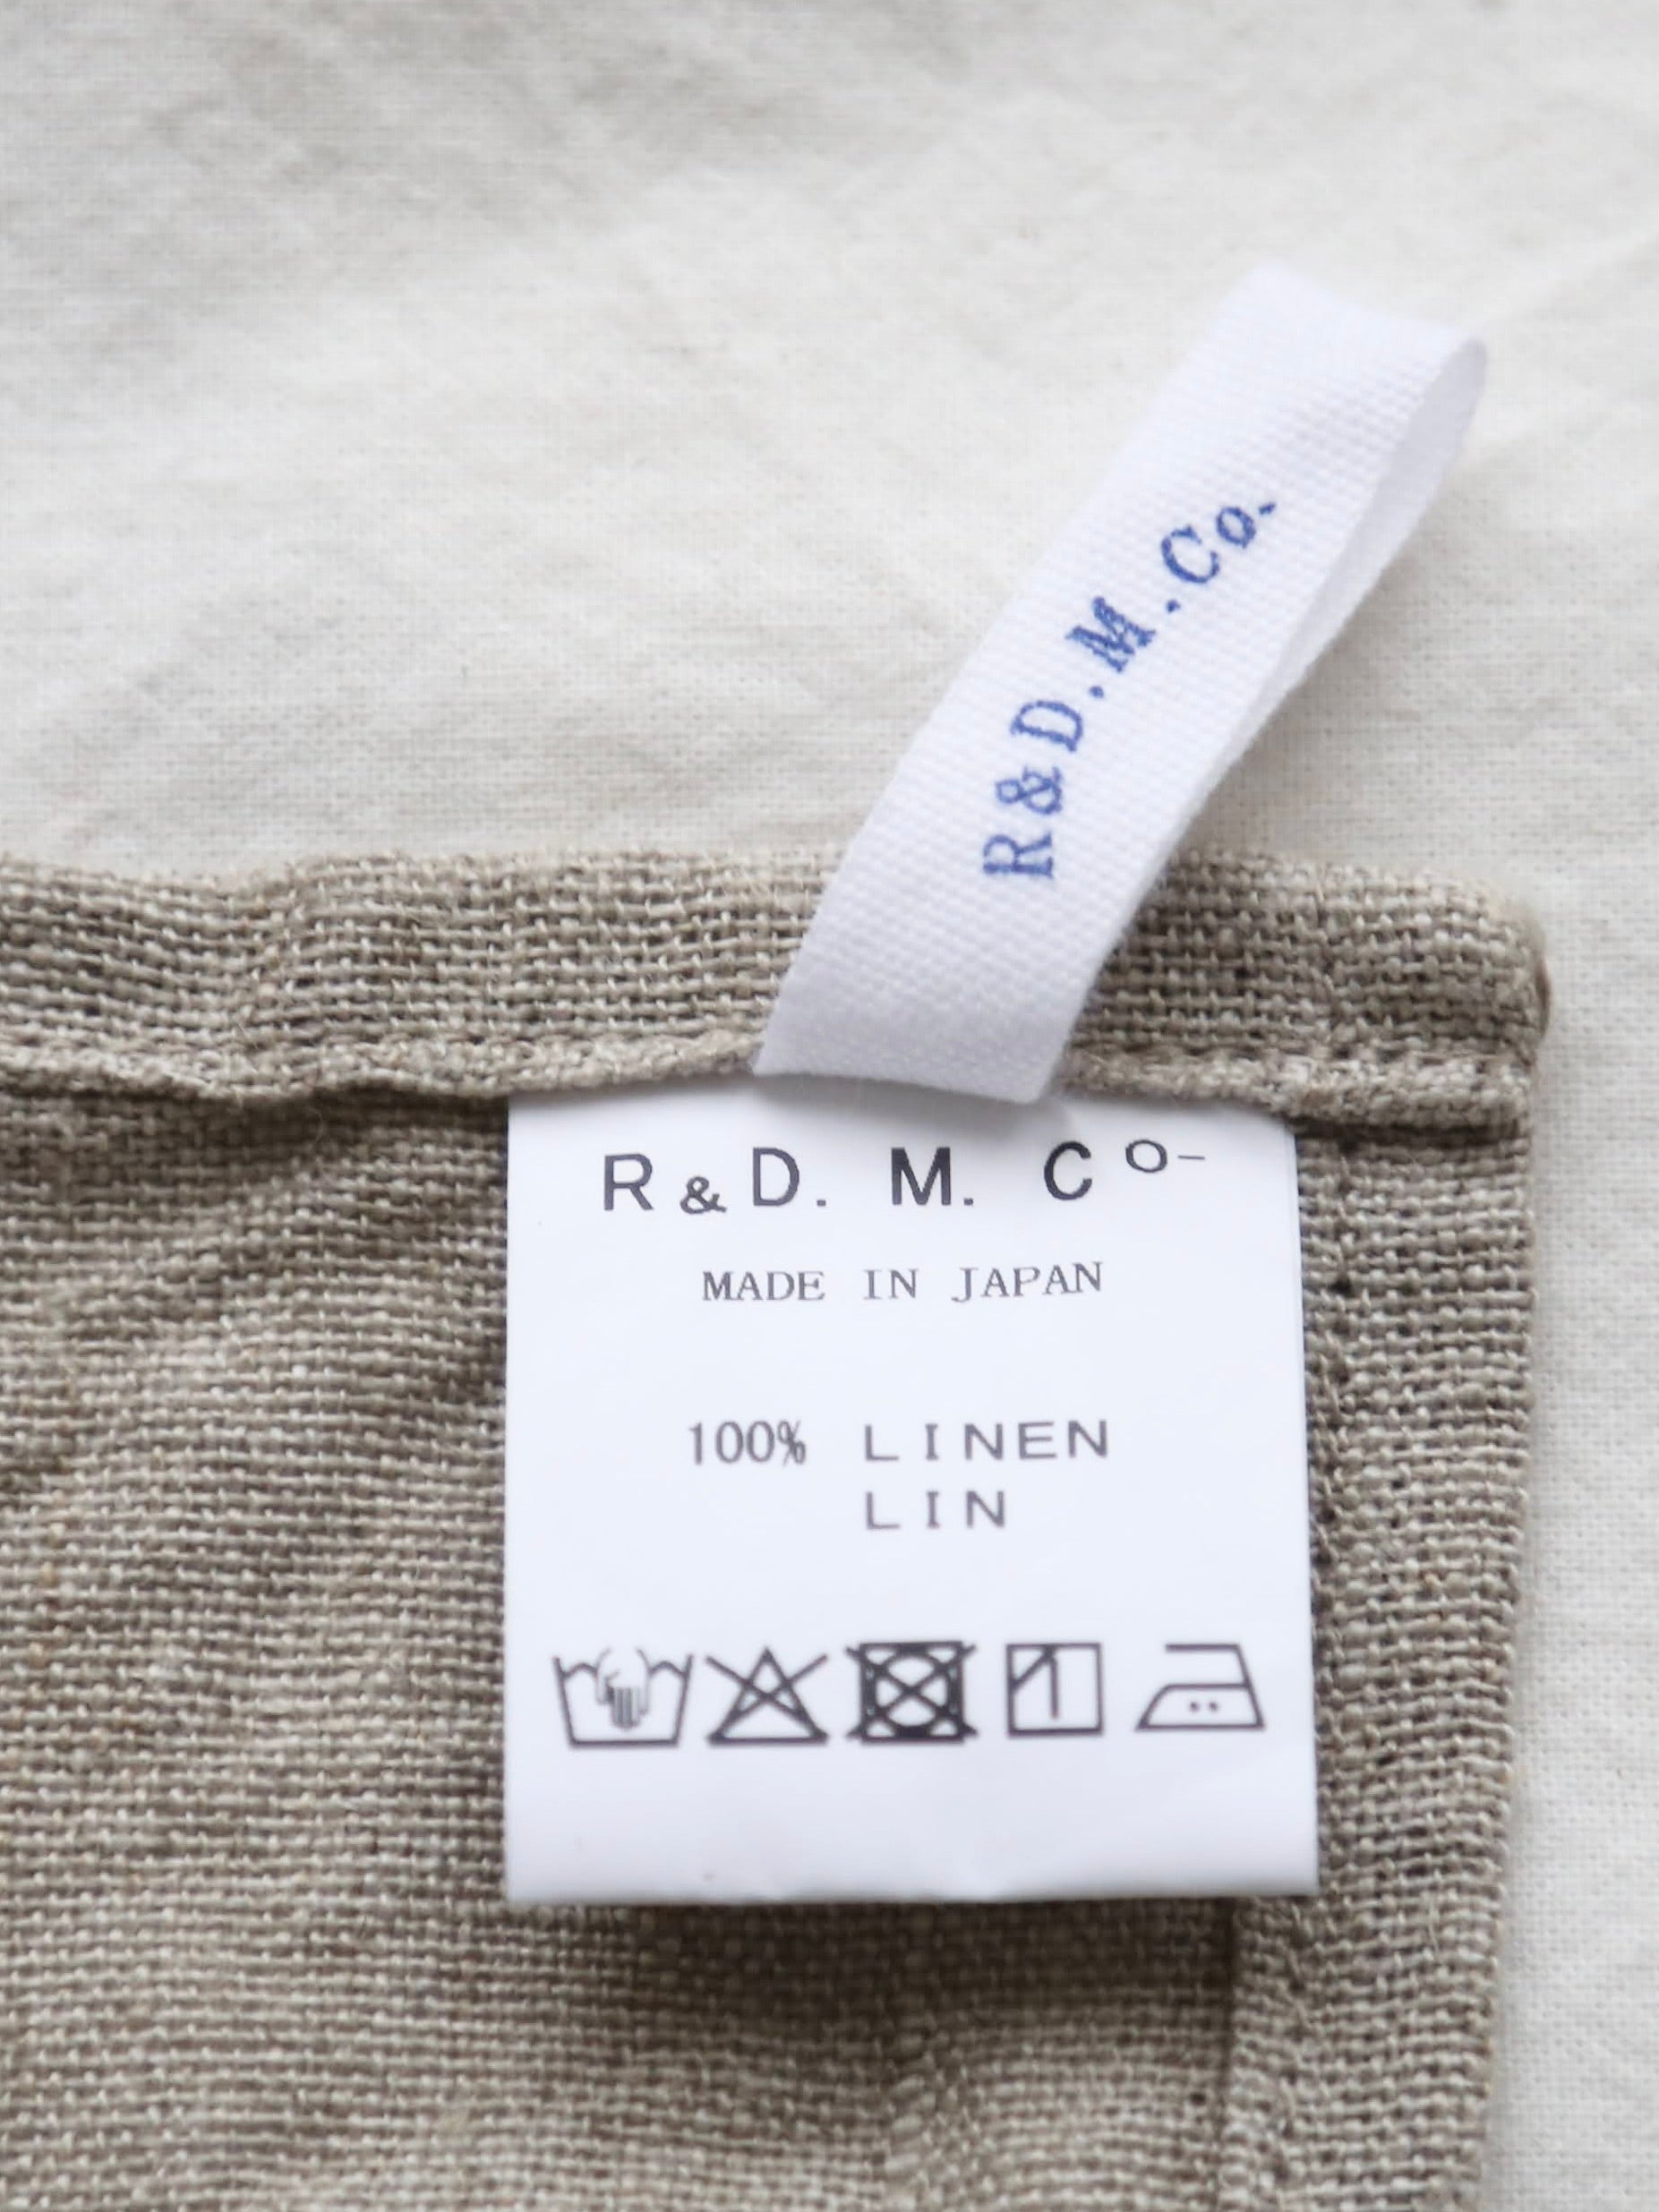 R&D.M.Co.
R&D. M. Co-
MADE IN JAPAN
100% LINEN
LIN